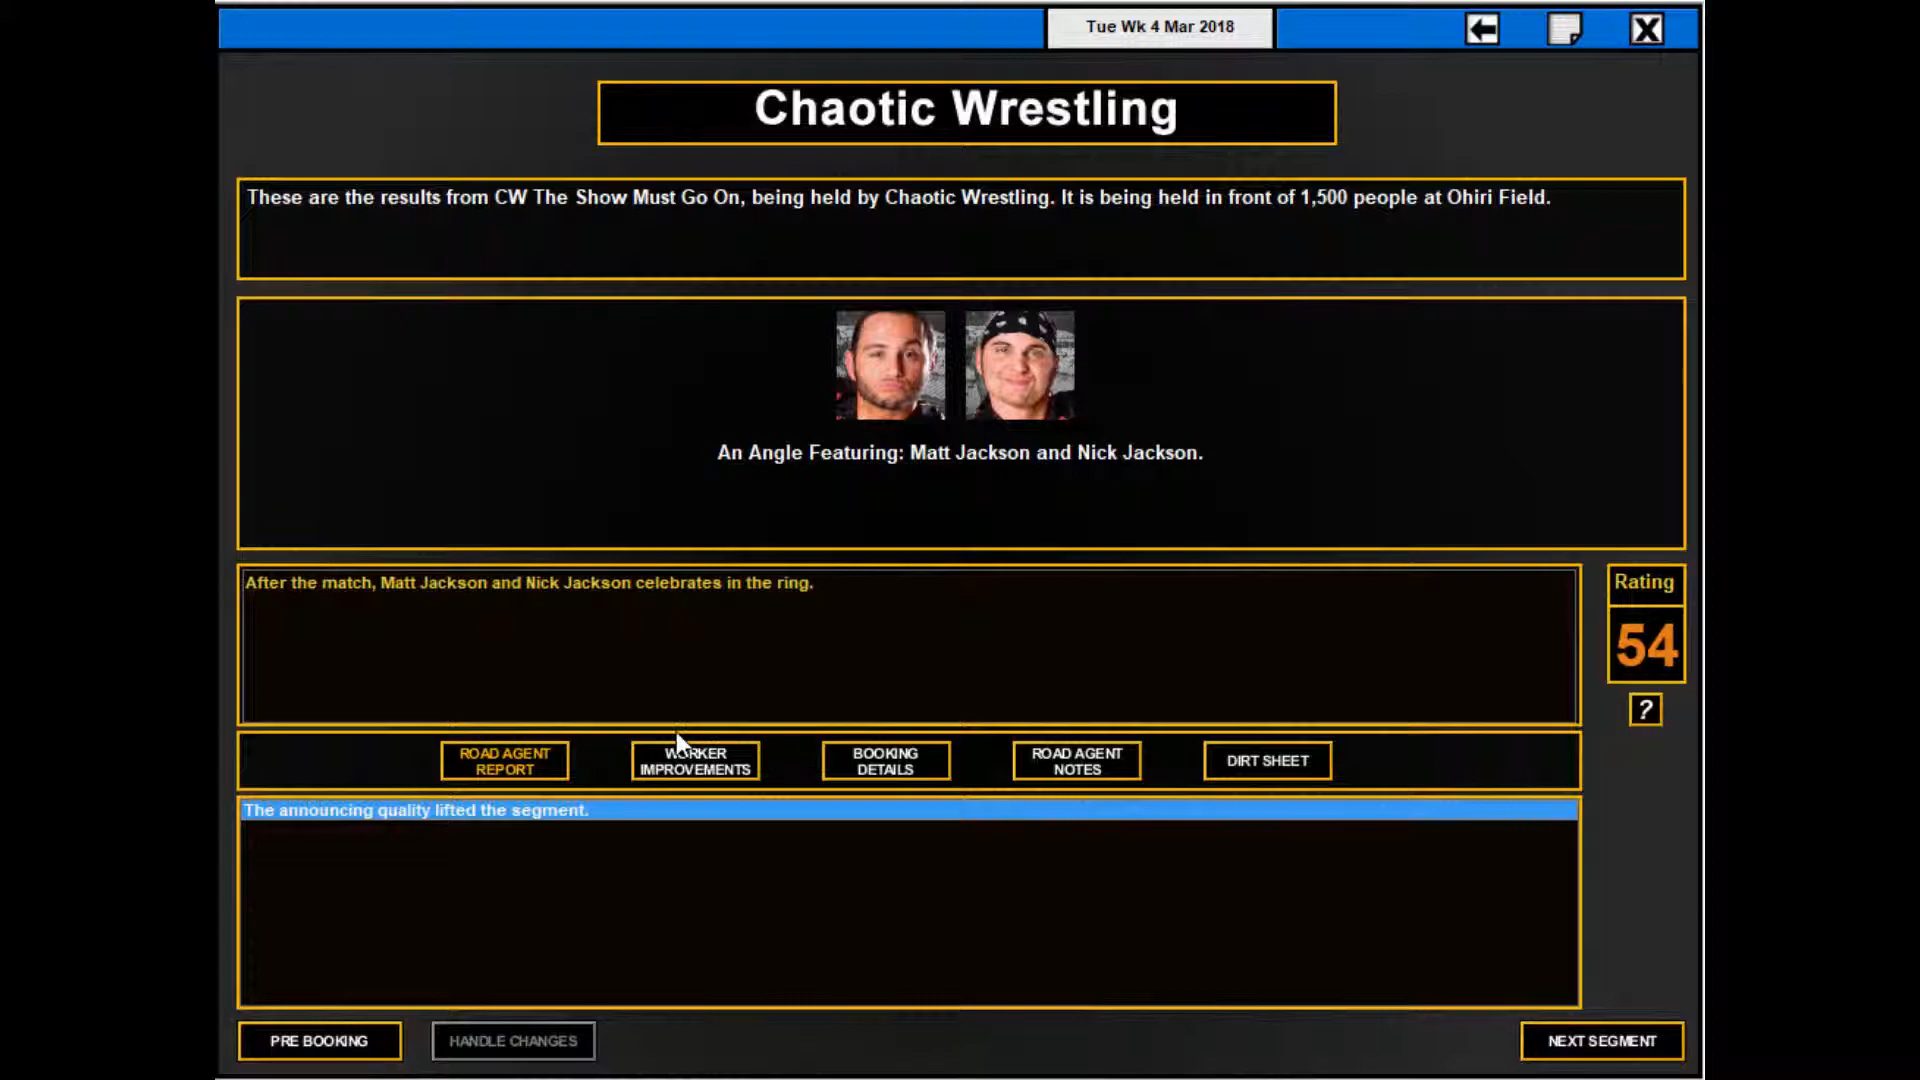 Tue Wk 4 Mar 2018
Chaotic Wrestling
These are the results from CW The Show Must Go On, being held by Chaotic Wrestling. It is being held in front of 1,500 people at Ohiri Field.
An Angle Featuring: Matt Jackson and Nick Jackson.
After the match, Matt Jackson and Nick Jackson celebrates in the ring.
Rating
54
?
ROAD AGENT
REPORT
WORKER
IMPROVEMENTS
BOOKING
DETAILS
ROAD AGENT
NOTES
DIRT SHEET
The announcing quality lifted the segment.
PRE BOOKING
HANDLE CHANGES
NEXT SEGMENT